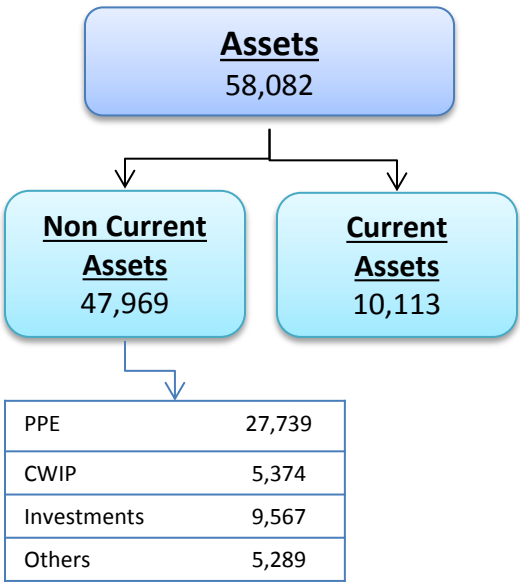 Assets
58,082
Non Current
Assets
47,969
Current
Assets
10,113
PPE 27,739
CWIP 5,374
Investments 9,567
Others 5,289